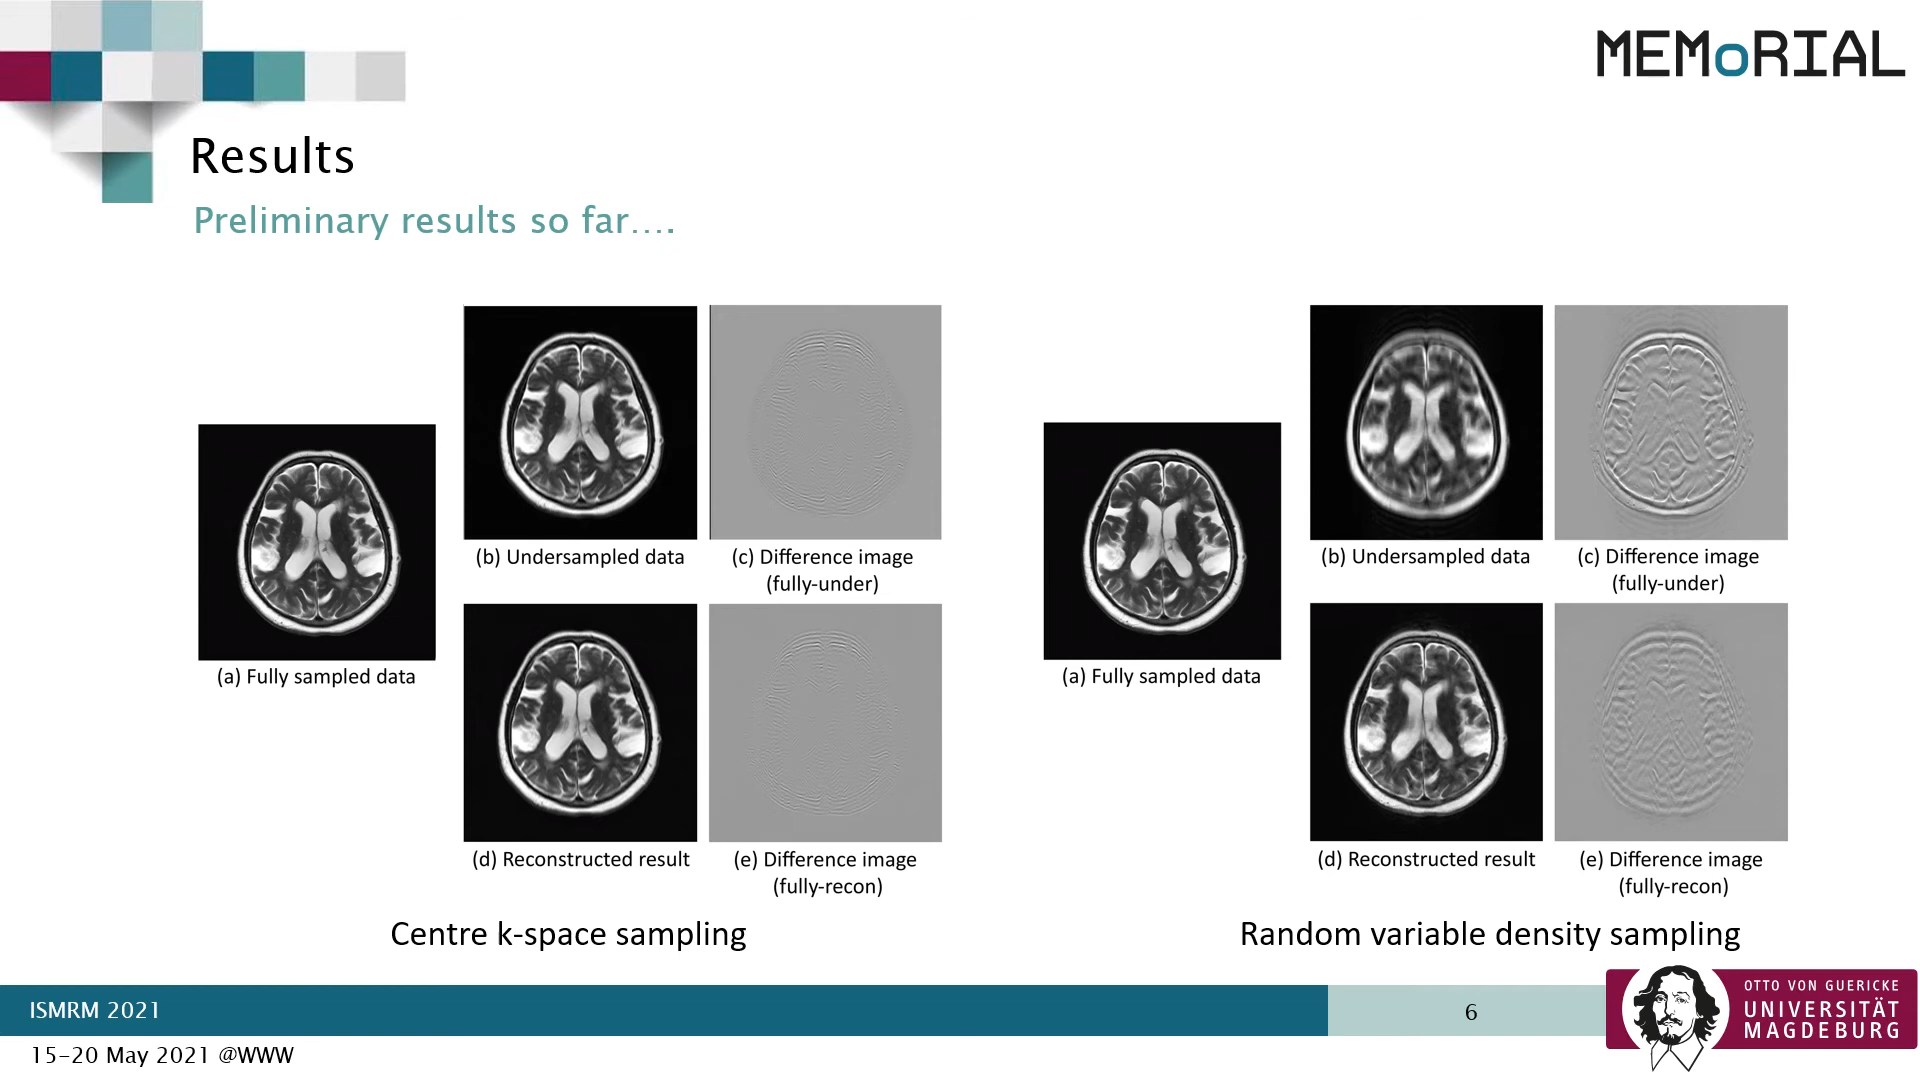 MEMoRIAL
Results
Preliminary results so far….
(a) Fully sampled data
(b) Undersampled data
(c) Difference image
(fully-under)
(d) Reconstructed result
(e) Difference image
(fully-recon)
Centre k-space sampling
(a) Fully sampled data
(b) Undersampled data
(c) Difference image
(fully-under)
(d) Reconstructed result
(e) Difference image
(fully-recon)
Random variable density sampling
ISMRM 2021
6
OTTO VON GUERICKE
UNIVERSITÄT
MAGDEBURG
15-20 May 2021 @WWW